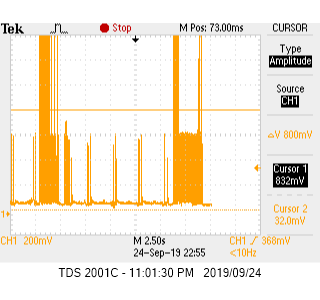 Tek Stop M Pos: 73.00ms CURSOR
Type
Amplitude
Source
CH1
ΔV 800mV
Cursor 1
832mV
Cursor 2
32.0mV
1
CH1 200mV M 2.50s CH1 / 368mV
24-Sep-19 22:55 <10Hz
TDS 2001C - 11:01:30 PM 2019/09/24